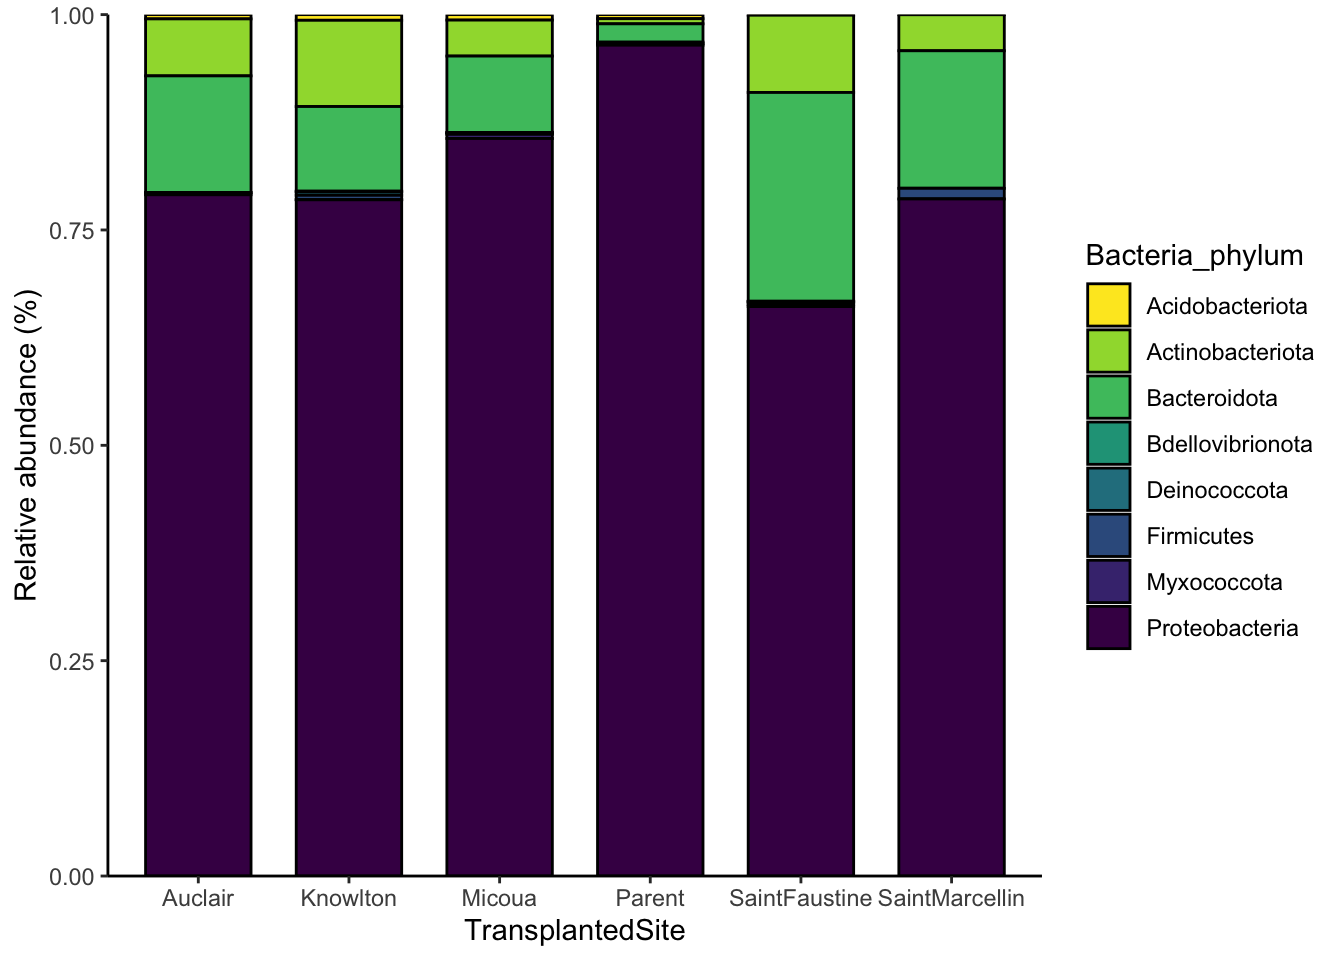 Relative abundance (%)
1.00
0.75
0.50
0.25
0.00
Auclair
Knowlton
Micoua
Parent
SaintFaustine
SaintMarcellin
TransplantedSite
Bacteria_phylum
Acidobacteriota
Actinobacteriota
Bacteroidota
Bdellovibrionota
Deinococcota
Firmicutes
Myxococcota
Proteobacteria